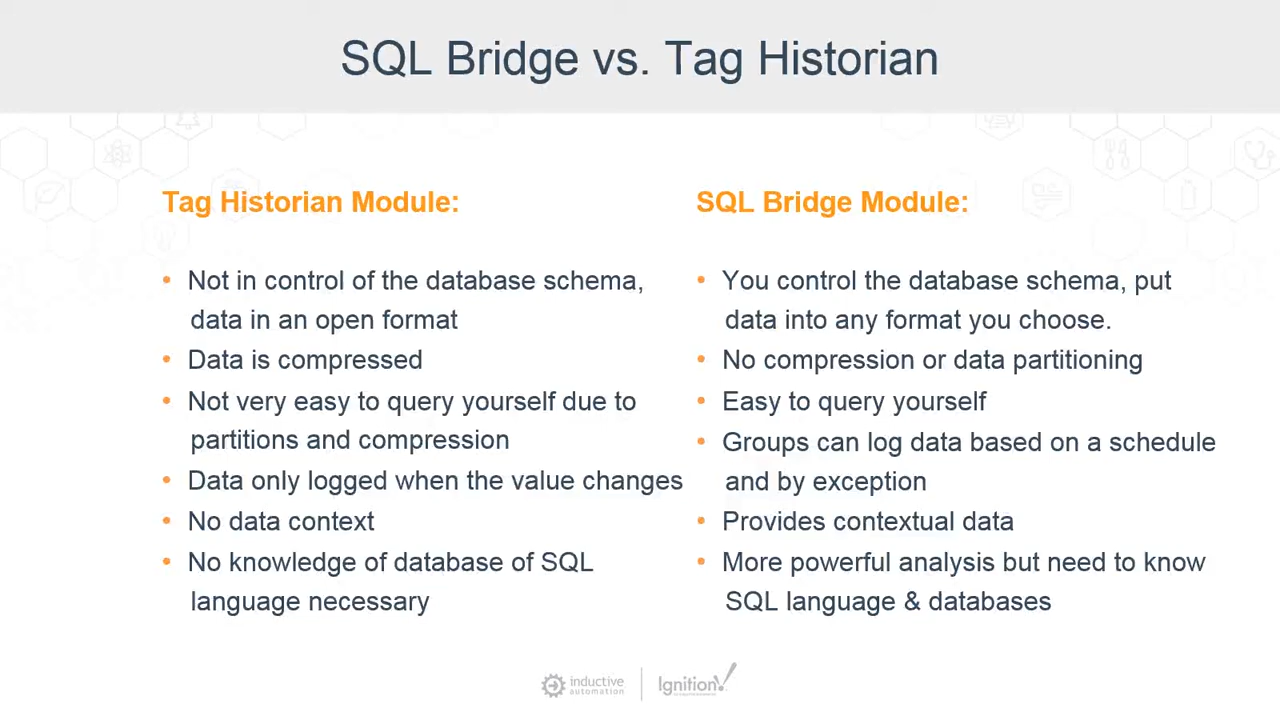 SQL Bridge vs. Tag Historian
Tag Historian Module:
• Not in control of the database schema,
data in an open format
• Data is compressed
• Not very easy to query yourself due to
partitions and compression
• Data only logged when the value changes
• No data context
• No knowledge of database of SQL
language necessary
SQL Bridge Module:
• You control the database schema, put
data into any format you choose.
• No compression or data partitioning
• Easy to query yourself
• Groups can log data based on a schedule
and by exception
• Provides contextual data
• More powerful analysis but need to know
SQL language & databases
inductive
automation
Ignition!